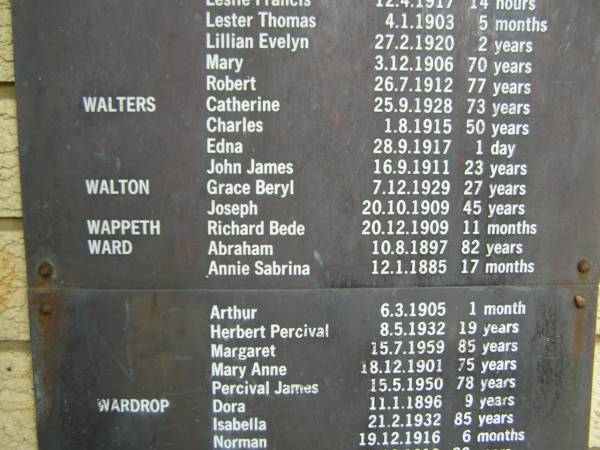 Leslie Francis 12.4.1917 14 hours
Lester Thomas 4.1.1903 5 months
Lillian Evelyn 27.2.1920 2 years
Mary 3.12.1906 70 years
Robert 26.7.1912 77 years
WALTERS Catherine 25.9.1928 73 years
Charles 1.8.1915 50 years
Edna 28.9.1917 1 day
John James 16.9.1911 23 years
WALTON Grace Beryl 7.12.1929 27 years
Joseph 20.10.1909 45 years
WAPPETH Richard Bede 20.12.1909 11 months
WARD Abraham 10.8.1897 82 years
Annie Sabrina 12.1.1885 17 months
Arthur 6.3.1905 1 month
Herbert Percival 8.5.1932 19 years
Margaret 15.7.1959 85 years
Mary Anne 18.12.1901 75 years
Percival James 15.5.1950 78 years
WARDROP Dora 11.1.1896 9 years
Isabella 21.2.1932 85 years
Norman 19.12.1916 6 months